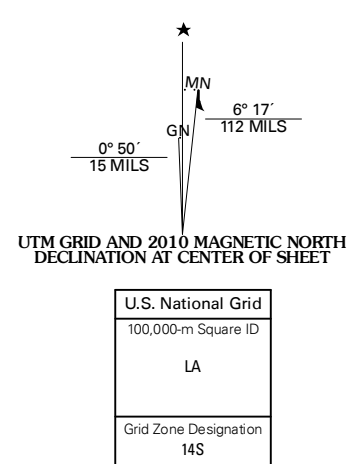 MN
6° 17´
112 MILS
GN
0° 50´
15 MILS
UTM GRID AND 2010 MAGNETIC NORTH
DECLINATION AT CENTER OF SHEET
U.S. National Grid
100,000-m Square ID
LA
Grid Zone Designation
14S